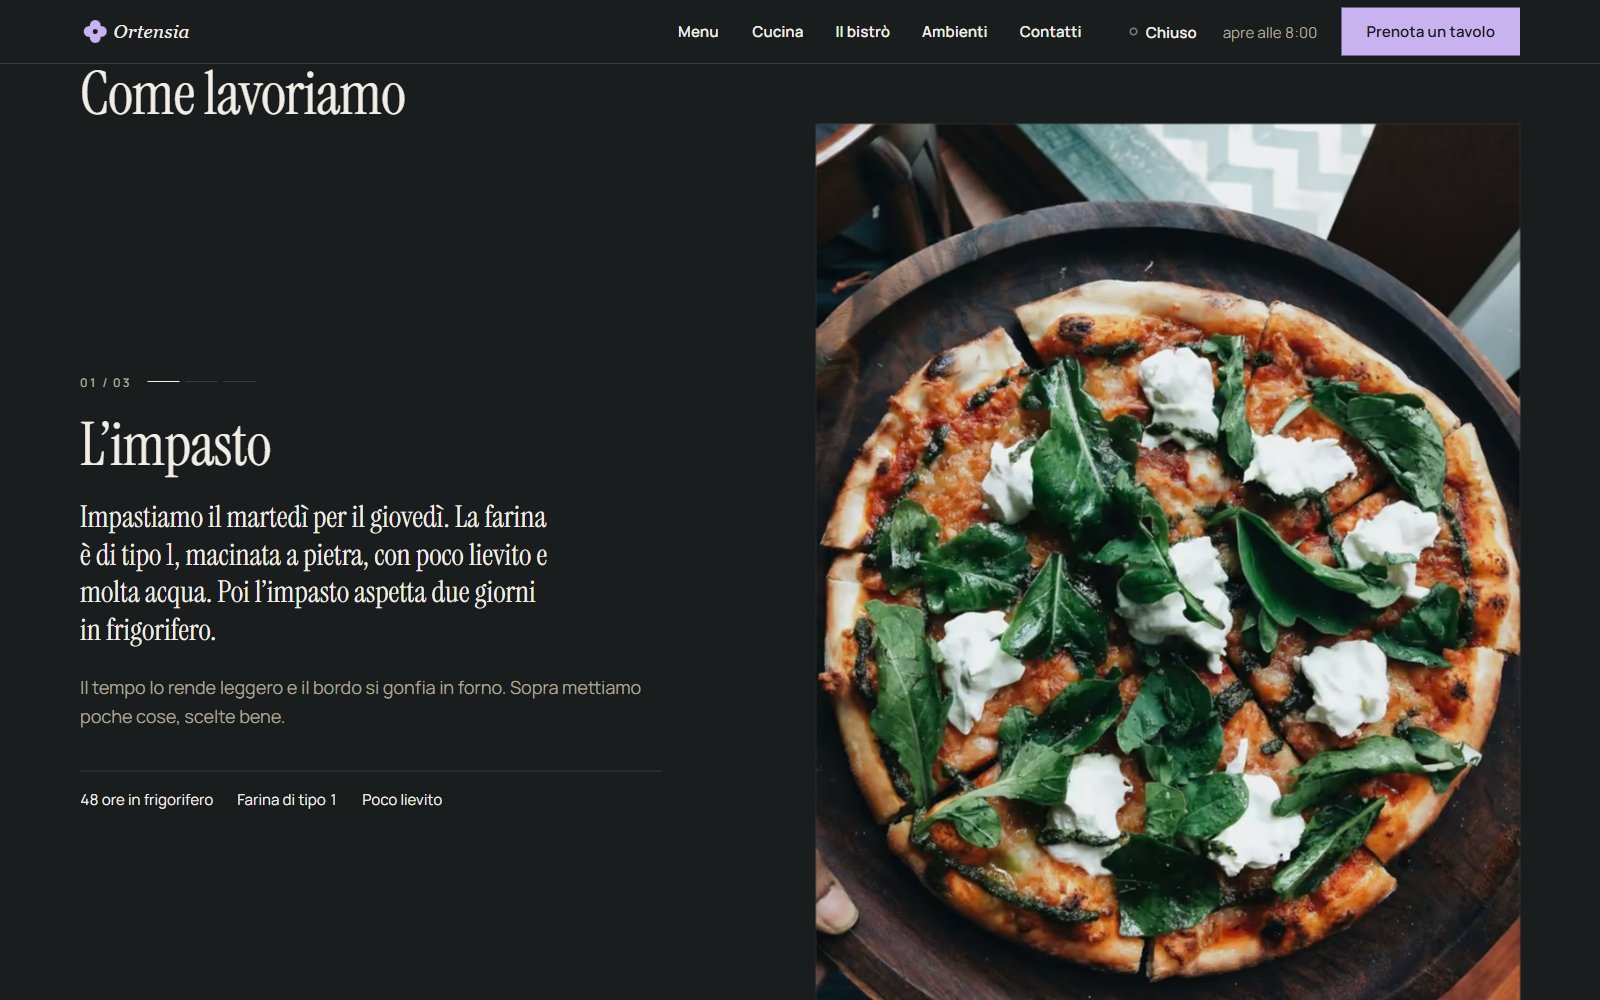 Ortensia
Menu
Cucina
Il bistrò
Ambienti
Contatti
Chiuso
apre alle 8:00
Prenota un tavolo
Come lavoriamo
01 / 03
L’impasto
Impastiamo il martedì per il giovedì. La farina
è di tipo 1, macinata a pietra, con poco lievito e
molta acqua. Poi l’impasto aspetta due giorni
in frigorifero.
Il tempo lo rende leggero e il bordo si gonfia in forno. Sopra mettiamo
poche cose, scelte bene.
48 ore in frigorifero
Farina di tipo 1
Poco lievito